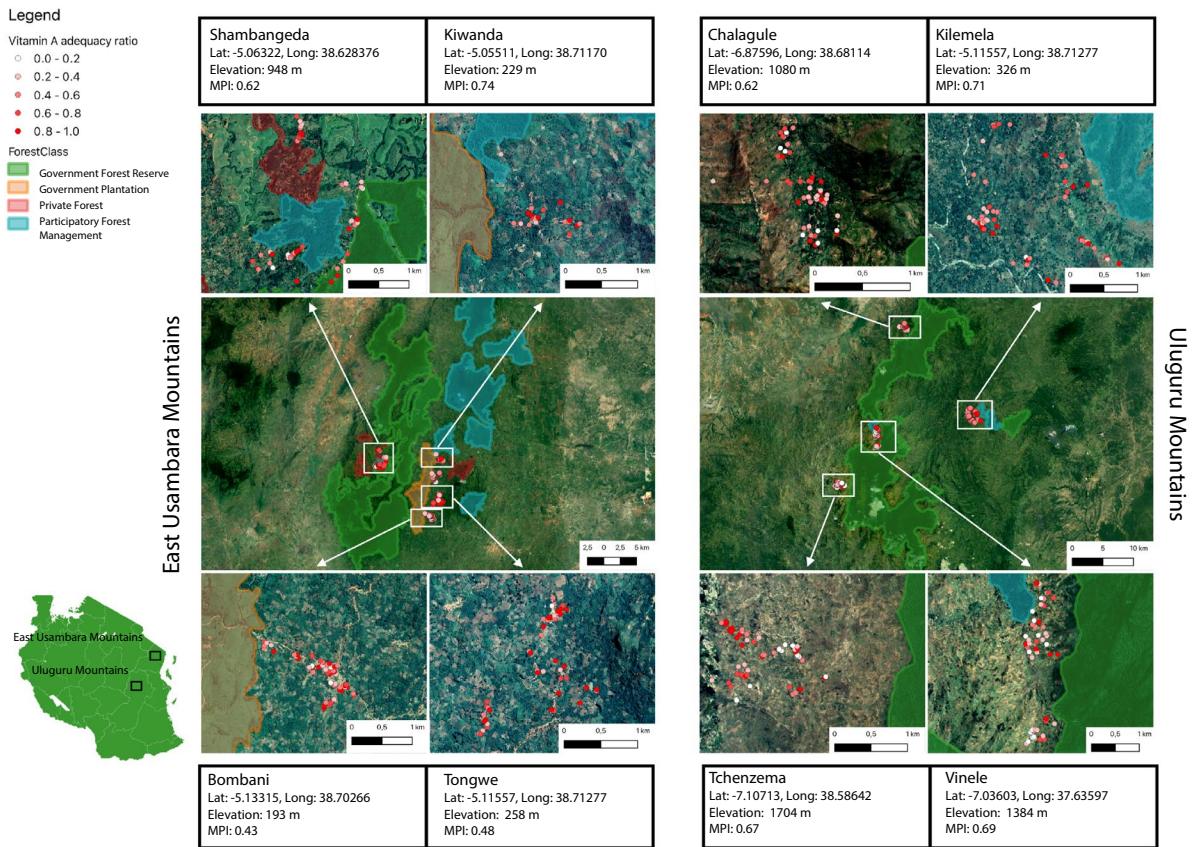 Legend
Vitamin A adequacy ratio
0.0 - 0.2
0.2 - 0.4
0.4 - 0.6
0.6 - 0.8
0.8 - 1.0
ForestClass
Government Forest Reserve
Government Plantation
Private Forest
Participatory Forest
Management
Shambangeda
Lat: -5.06322, Long: 38.628376
Elevation: 948 m
MPI: 0.62
Kiwanda
Lat: -5.05511, Long: 38.71170
Elevation: 229 m
MPI: 0.74
Chalagule
Lat: -6.87596, Long: 38.68114
Elevation: 1080 m
MPI: 0.62
Kilemela
Lat: -5.11557, Long: 38.71277
Elevation: 326 m
MPI: 0.71
0 0,5 1 km
0 0,5 1 km
0 0,5 1 km
0 0,5 1 km
East Usambara Mountains
2,5 0 2,5 5 km
0 5 10 km
Uluguru Mountains
East Usambara Mountains
Uluguru Mountains
0 0,5 1 km
0 0,5 1 km
0 0,5 1 km
0 0,5 1 km
Bombani
Lat: -5.13315, Long: 38.70266
Elevation: 193 m
MPI: 0.43
Tongwe
Lat: -5.11557, Long: 38.71277
Elevation: 258 m
MPI: 0.48
Tchenzema
Lat: -7.10713, Long: 38.58642
Elevation: 1704 m
MPI: 0.67
Vinele
Lat: -7.03603, Long: 37.63597
Elevation: 1384 m
MPI: 0.69